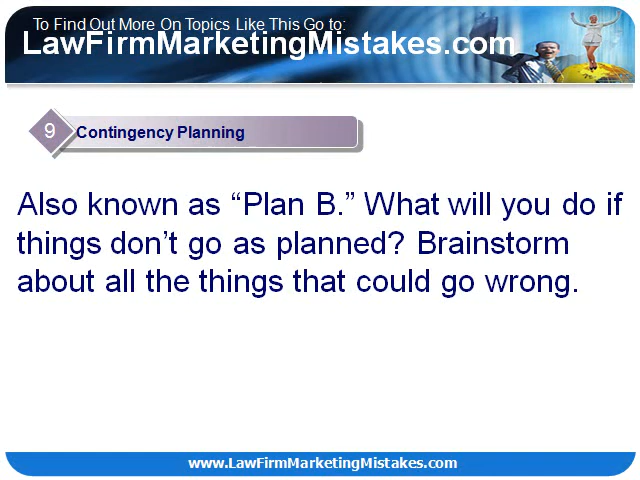 To Find Out More On Topics Like This Go to:
LawFirmMarketingMistakes.com
9 Contingency Planning
Also known as “Plan B.” What will you do if
things don’t go as planned? Brainstorm
about all the things that could go wrong.
www.LawFirmMarketingMistakes.com